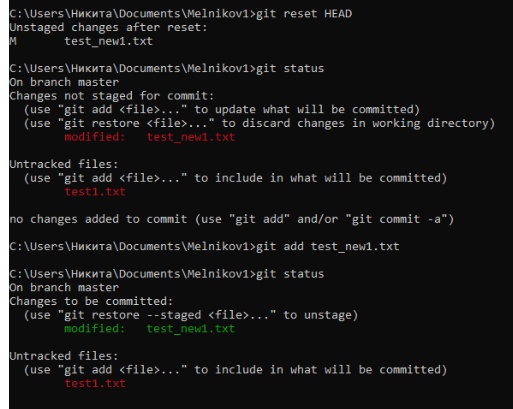 C:\Users\Никита\Documents\Melnikov1>git reset HEAD
Unstaged changes after reset:
M       test_new1.txt
C:\Users\Никита\Documents\Melnikov1>git status
On branch master
Changes not staged for commit:
  (use "git add <file>..." to update what will be committed)
  (use "git restore <file>..." to discard changes in working directory)
        modified:   test_new1.txt
Untracked files:
  (use "git add <file>..." to include in what will be committed)
        test1.txt
no changes added to commit (use "git add" and/or "git commit -a")
C:\Users\Никита\Documents\Melnikov1>git add test_new1.txt
C:\Users\Никита\Documents\Melnikov1>git status
On branch master
Changes to be committed:
  (use "git restore --staged <file>..." to unstage)
        modified:   test_new1.txt
Untracked files:
  (use "git add <file>..." to include in what will be committed)
        test1.txt